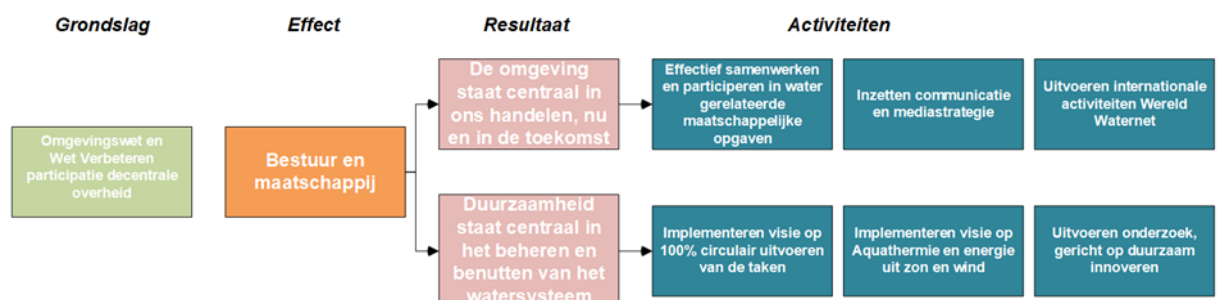 Grondslag
Effect
Resultaat
Activiteiten
Omgevingswet en
Wet Verbeteren
participatie decentrale
overheid
Bestuur en
maatschappij
De omgeving
staat centraal in
ons handelen, nu
en in de toekomst
Effectief samenwerken
en participeren in water
gerelateerde
maatschappelijke
opgaven
Inzetten communicatie
en mediastrategie
Uitvoeren internationale
activiteiten Wereld
Waternet
Duurzaamheid
staat centraal in
het beheren en
benutten van het
watersysteem
Implementeren visie op
100% circulair uitvoeren
van de taken
Implementeren visie op
Aquathermie en energie
uit zon en wind
Uitvoeren onderzoek,
gericht op duurzaam
innoveren